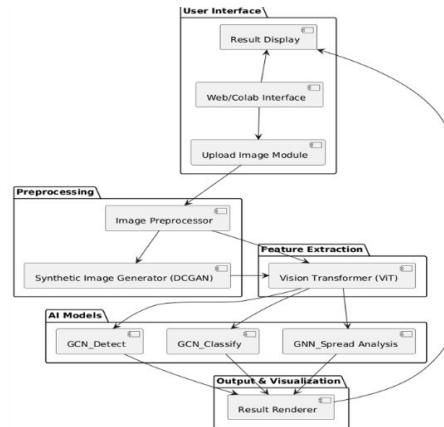 User Interface
Result Display
Web/Colab Interface
Upload Image Module
Preprocessing
Image Preprocessor
Synthetic Image Generator (DCGAN)
Feature Extraction
Vision Transformer (ViT)
AI Models
GCN_Detect
GCN_Classify
GNN_Spread Analysis
Output & Visualization
Result Renderer